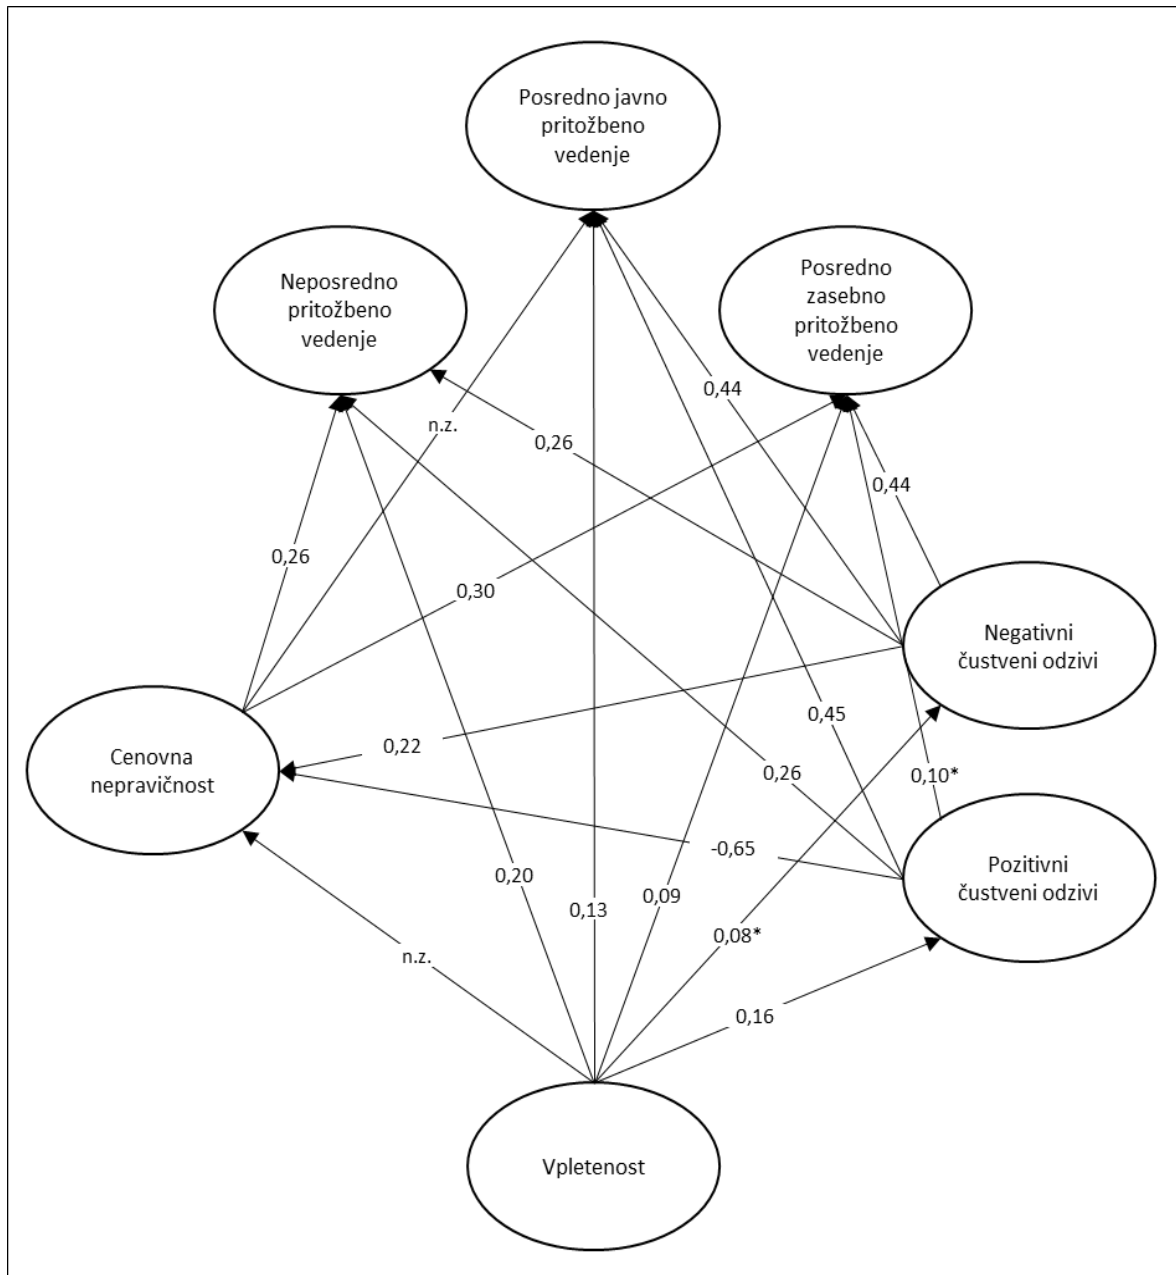 Posredno javno
pritožbeno
vedenje
Neposredno
pritožbeno
vedenje
Posredno
zasebno
pritožbeno
vedenje
0,44
n.z.
0,26
0,44
0,26
0,30
Negativni
čustveni odzivi
0,45
0,22
Cenovna
nepravičnost
0,26
0,10*
-0,65
Pozitivni
čustveni odzivi
0,20
0,09
0,13
0,08*
n.z.
0,16
Vpletenost